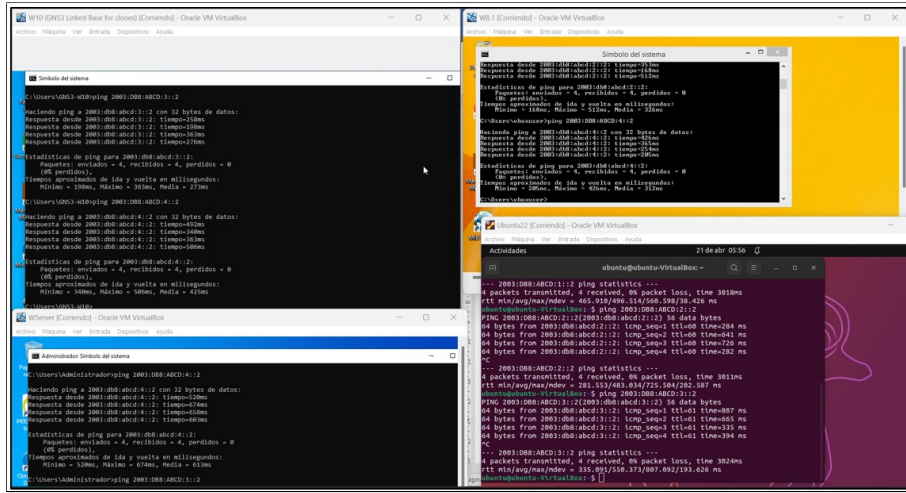 W10 (GNS3 Linked Base for clones) [Corriendo] - Oracle VM VirtualBox
Archivo Máquina Ver Entrada Dispositivos Ayuda
Símbolo del sistema
C:\Users\GNS3-W10>ping 2003:DB8:ABCD:3::2
Haciendo ping a 2003:db8:abcd:3::2 con 32 bytes de datos:
Respuesta desde 2003:db8:abcd:3::2: tiempo=258ms
Respuesta desde 2003:db8:abcd:3::2: tiempo=198ms
Respuesta desde 2003:db8:abcd:3::2: tiempo=363ms
Respuesta desde 2003:db8:abcd:3::2: tiempo=276ms
Estadísticas de ping para 2003:db8:abcd:3::2:
Paquetes: enviados = 4, recibidos = 4, perdidos = 0
(0% perdidos),
Tiempos aproximados de ida y vuelta en milisegundos:
Mínimo = 198ms, Máximo = 363ms, Media = 273ms
C:\Users\GNS3-W10>ping 2003:DB8:ABCD:4::2
Haciendo ping a 2003:db8:abcd:4::2 con 32 bytes de datos:
Respuesta desde 2003:db8:abcd:4::2: tiempo=492ms
Respuesta desde 2003:db8:abcd:4::2: tiempo=340ms
Respuesta desde 2003:db8:abcd:4::2: tiempo=363ms
Respuesta desde 2003:db8:abcd:4::2: tiempo=506ms
Estadísticas de ping para 2003:db8:abcd:4::2:
Paquetes: enviados = 4, recibidos = 4, perdidos = 0
(0% perdidos),
Tiempos aproximados de ida y vuelta en milisegundos:
Mínimo = 340ms, Máximo = 506ms, Media = 425ms
C:\Users\GNS3-W10>
W8.1 [Corriendo] - Oracle VM VirtualBox
Archivo Máquina Ver Entrada Dispositivos Ayuda
Símbolo del sistema
Respuesta desde 2003:db8:abcd:2::2: tiempo=353ms
Respuesta desde 2003:db8:abcd:2::2: tiempo=168ms
Respuesta desde 2003:db8:abcd:2::2: tiempo=512ms
Estadísticas de ping para 2003:db8:abcd:2::2:
Paquetes: enviados = 4, recibidos = 4, perdidos = 0
(0% perdidos),
Tiempos aproximados de ida y vuelta en milisegundos:
Mínimo = 168ms, Máximo = 512ms, Media = 326ms
C:\Users\vboxuser>ping 2003:DB8:ABCD:4::2
Haciendo ping a 2003:db8:abcd:4::2 con 32 bytes de datos:
Respuesta desde 2003:db8:abcd:4::2: tiempo=426ms
Respuesta desde 2003:db8:abcd:4::2: tiempo=365ms
Respuesta desde 2003:db8:abcd:4::2: tiempo=254ms
Respuesta desde 2003:db8:abcd:4::2: tiempo=205ms
Estadísticas de ping para 2003:db8:abcd:4::2:
Paquetes: enviados = 4, recibidos = 4, perdidos = 0
(0% perdidos),
Tiempos aproximados de ida y vuelta en milisegundos:
Mínimo = 205ms, Máximo = 426ms, Media = 312ms
C:\Users\vboxuser>
WServer [Corriendo] - Oracle VM VirtualBox
Archivo Máquina Ver Entrada Dispositivos Ayuda
Administrador: Símbolo del sistema
C:\Users\Administrador>ping 2003:DB8:ABCD:4::2
Haciendo ping a 2003:db8:abcd:4::2 con 32 bytes de datos:
Respuesta desde 2003:db8:abcd:4::2: tiempo=520ms
Respuesta desde 2003:db8:abcd:4::2: tiempo=674ms
Respuesta desde 2003:db8:abcd:4::2: tiempo=658ms
Respuesta desde 2003:db8:abcd:4::2: tiempo=603ms
Estadísticas de ping para 2003:db8:abcd:4::2:
Paquetes: enviados = 4, recibidos = 4, perdidos = 0
(0% perdidos),
Tiempos aproximados de ida y vuelta en milisegundos:
Mínimo = 520ms, Máximo = 674ms, Media = 613ms
C:\Users\Administrador>ping 2003:DB8:ABCD:3::2
Ubuntu22 [Corriendo] - Oracle VM VirtualBox
Archivo Máquina Ver Entrada Dispositivos Ayuda
Actividades 21 de abr 05:56
ubuntu@ubuntu-VirtualBox: ~
--- 2003:DB8:ABCD:1::2 ping statistics ---
4 packets transmitted, 4 received, 0% packet loss, time 3018ms
rtt min/avg/max/mdev = 465.910/496.514/560.598/38.426 ms
ubuntu@ubuntu-VirtualBox:~$ ping 2003:DB8:ABCD:2::2
PING 2003:DB8:ABCD:2::2(2003:db8:abcd:2::2) 56 data bytes
64 bytes from 2003:db8:abcd:2::2: icmp_seq=1 ttl=60 time=284 ms
64 bytes from 2003:db8:abcd:2::2: icmp_seq=2 ttl=60 time=641 ms
64 bytes from 2003:db8:abcd:2::2: icmp_seq=3 ttl=60 time=726 ms
64 bytes from 2003:db8:abcd:2::2: icmp_seq=4 ttl=60 time=282 ms
^C
--- 2003:DB8:ABCD:2::2 ping statistics ---
4 packets transmitted, 4 received, 0% packet loss, time 3011ms
rtt min/avg/max/mdev = 281.553/483.034/725.504/202.587 ms
ubuntu@ubuntu-VirtualBox:~$ ping 2003:DB8:ABCD:3::2
PING 2003:DB8:ABCD:3::2(2003:db8:abcd:3::2) 56 data bytes
64 bytes from 2003:db8:abcd:3::2: icmp_seq=1 ttl=61 time=807 ms
64 bytes from 2003:db8:abcd:3::2: icmp_seq=2 ttl=61 time=665 ms
64 bytes from 2003:db8:abcd:3::2: icmp_seq=3 ttl=61 time=335 ms
64 bytes from 2003:db8:abcd:3::2: icmp_seq=4 ttl=61 time=394 ms
^C
--- 2003:DB8:ABCD:3::2 ping statistics ---
4 packets transmitted, 4 received, 0% packet loss, time 3024ms
rtt min/avg/max/mdev = 335.091/550.373/807.092/193.626 ms
ubuntu@ubuntu-VirtualBox:~$